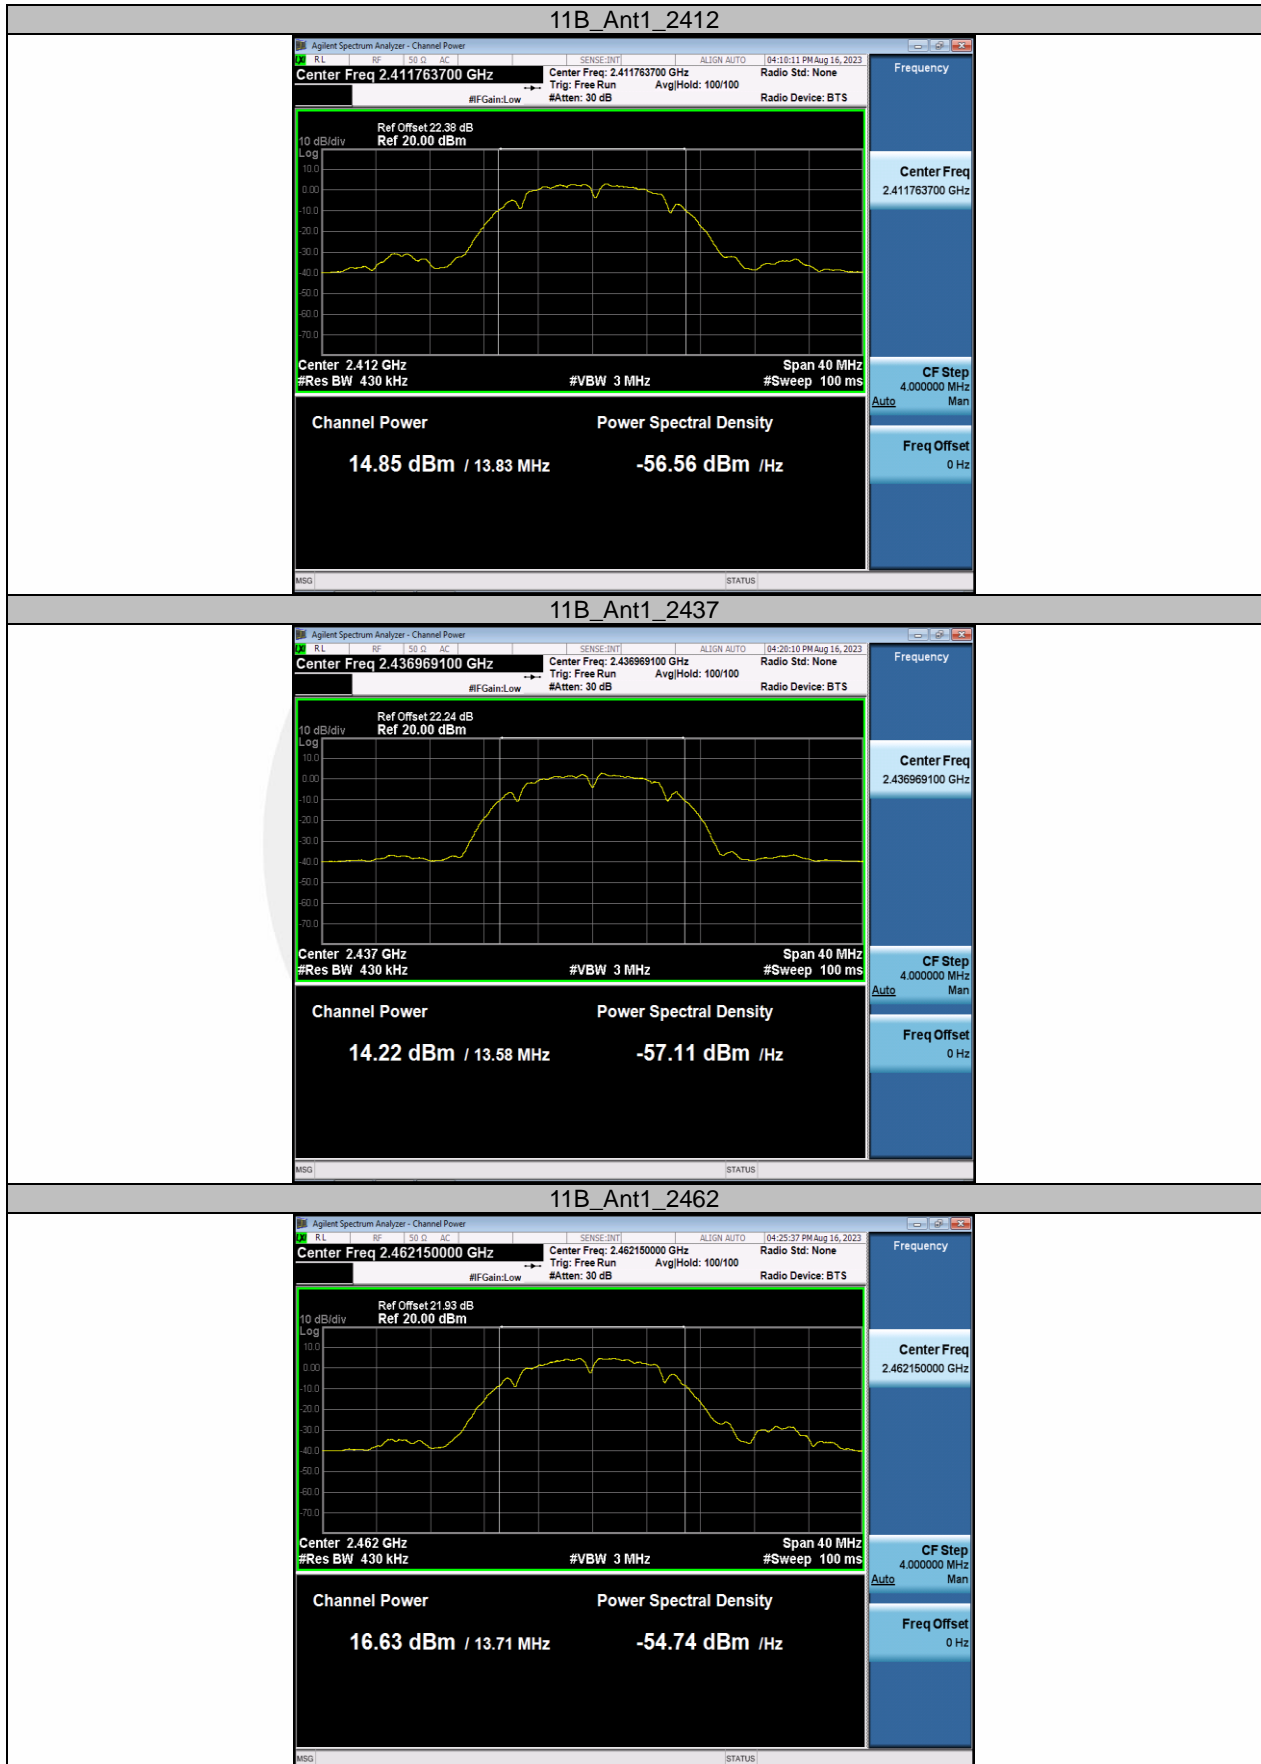 11B_Ant1_2412
Agilent Spectrum Analyzer - Channel Power
LXI RL RF 50 Ω AC SENSE:INT ALIGN AUTO 04:10:11 PM Aug 16, 2023
Center Freq 2.411763700 GHz Center Freq: 2.411763700 GHz Radio Std: None Frequency
Trig: Free Run Avg|Hold: 100/100
#IFGain:Low #Atten: 30 dB Radio Device: BTS
Ref Offset 22.38 dB
10 dB/div Ref 20.00 dBm
Log
10.0
0.00
-10.0
-20.0
-30.0
-40.0
-50.0
-60.0
-70.0
Center Freq
2.411763700 GHz
Center 2.412 GHz Span 40 MHz
#Res BW 430 kHz #VBW 3 MHz #Sweep 100 ms
CF Step
4.000000 MHz
Auto Man
Channel Power Power Spectral Density
14.85 dBm / 13.83 MHz -56.56 dBm /Hz
Freq Offset
0 Hz
MSG STATUS
11B_Ant1_2437
Agilent Spectrum Analyzer - Channel Power
LXI RL RF 50 Ω AC SENSE:INT ALIGN AUTO 04:20:10 PM Aug 16, 2023
Center Freq 2.436969100 GHz Center Freq: 2.436969100 GHz Radio Std: None Frequency
Trig: Free Run Avg|Hold: 100/100
#IFGain:Low #Atten: 30 dB Radio Device: BTS
Ref Offset 22.24 dB
10 dB/div Ref 20.00 dBm
Log
10.0
0.00
-10.0
-20.0
-30.0
-40.0
-50.0
-60.0
-70.0
Center Freq
2.436969100 GHz
Center 2.437 GHz Span 40 MHz
#Res BW 430 kHz #VBW 3 MHz #Sweep 100 ms
CF Step
4.000000 MHz
Auto Man
Channel Power Power Spectral Density
14.22 dBm / 13.58 MHz -57.11 dBm /Hz
Freq Offset
0 Hz
MSG STATUS
11B_Ant1_2462
Agilent Spectrum Analyzer - Channel Power
LXI RL RF 50 Ω AC SENSE:INT ALIGN AUTO 04:25:37 PM Aug 16, 2023
Center Freq 2.462150000 GHz Center Freq: 2.462150000 GHz Radio Std: None Frequency
Trig: Free Run Avg|Hold: 100/100
#IFGain:Low #Atten: 30 dB Radio Device: BTS
Ref Offset 21.93 dB
10 dB/div Ref 20.00 dBm
Log
10.0
0.00
-10.0
-20.0
-30.0
-40.0
-50.0
-60.0
-70.0
Center Freq
2.462150000 GHz
Center 2.462 GHz Span 40 MHz
#Res BW 430 kHz #VBW 3 MHz #Sweep 100 ms
CF Step
4.000000 MHz
Auto Man
Channel Power Power Spectral Density
16.63 dBm / 13.71 MHz -54.74 dBm /Hz
Freq Offset
0 Hz
MSG STATUS